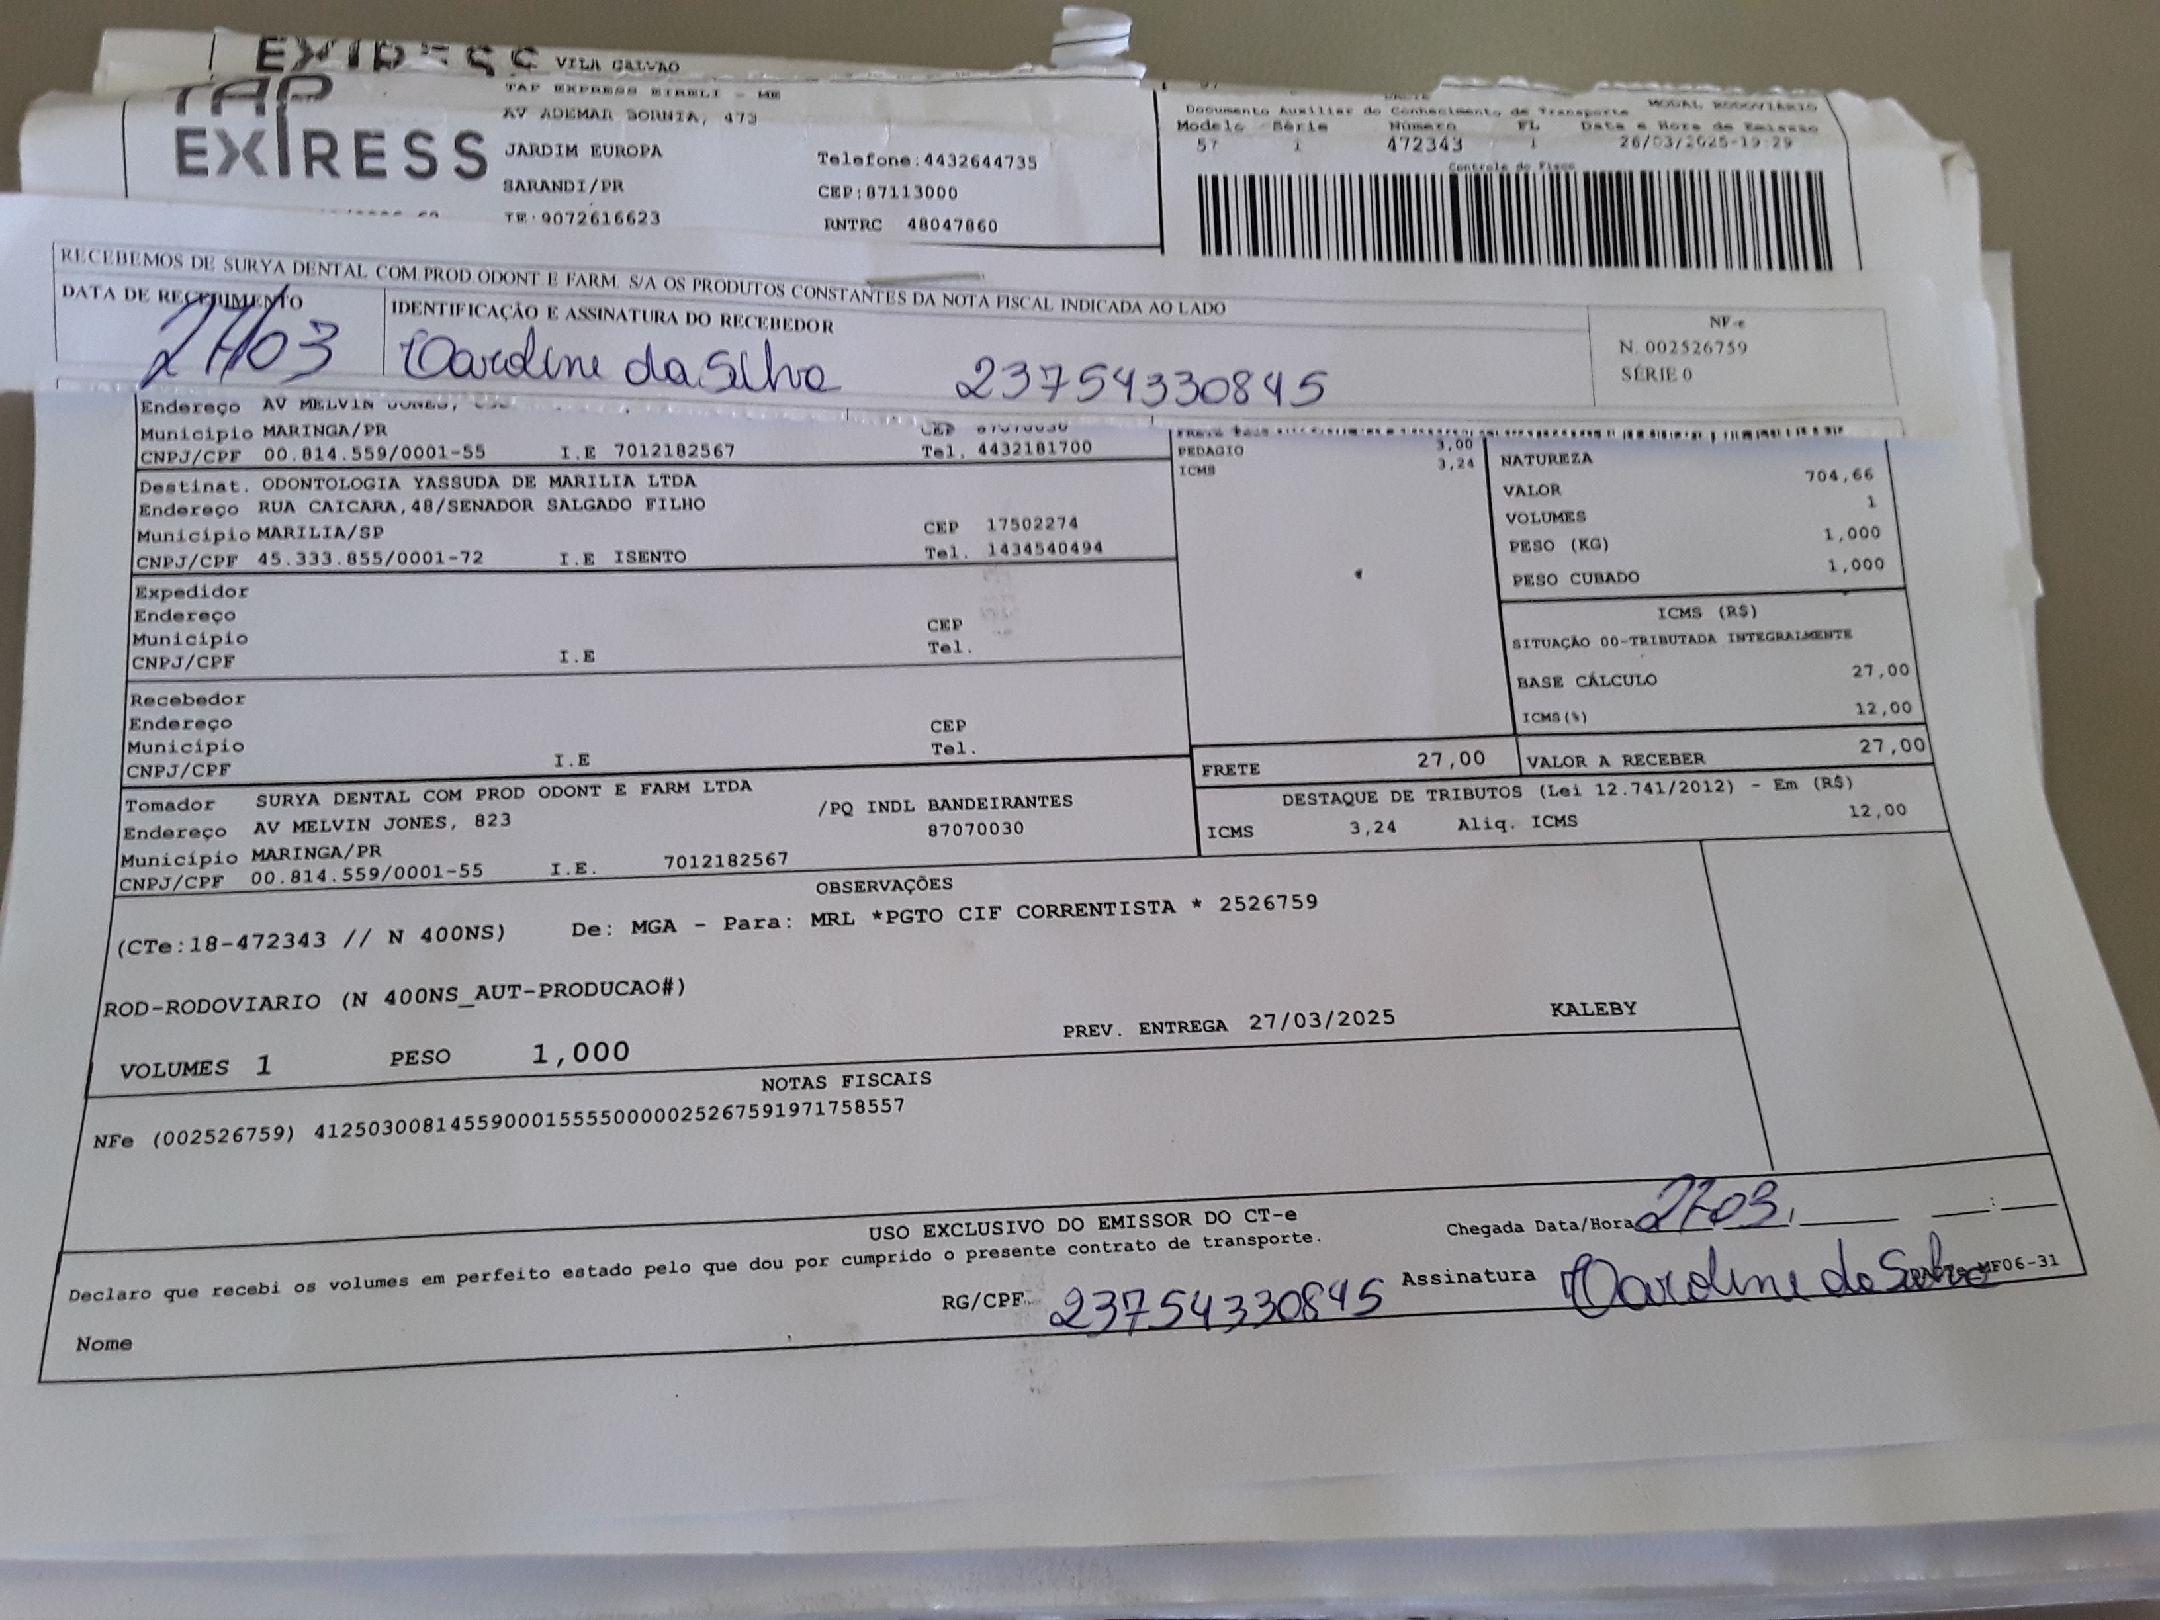 VILA GALVAO
TAP EXPRESS EIRELI - ME
TAP EXPRESS
AV ADEMAR BORNIA, 473
JARDIM EUROPA
SARANDI/PR
IE:9072616623
Telefone:4432644735
CEP:87113000
RNTRC 48047860
Documento Auxiliar do Conhecimento de Transporte MODAL RODOVIARIO
Modelo Série Número FL Data e Hora de Emissão
57 1 472343 1 26/03/2025-19:29
Controle do Fisco
RECEBEMOS DE SURYA DENTAL COM PROD.ODONT E FARM. S/A OS PRODUTOS CONSTANTES DA NOTA FISCAL INDICADA AO LADO
DATA DE RECEBIMENTO IDENTIFICAÇÃO E ASSINATURA DO RECEBEDOR
27/03 Caroline da Silva 23754330845
NF-e
N. 002526759
SÉRIE 0
Endereço AV MELVIN JONES,
Município MARINGA/PR
CNPJ/CPF 00.814.559/0001-55 I.E 7012182567 Tel. 4432181700
Destinat. ODONTOLOGIA YASSUDA DE MARILIA LTDA
Endereço RUA CAICARA,48/SENADOR SALGADO FILHO
Município MARILIA/SP CEP 17502274
CNPJ/CPF 45.333.855/0001-72 I.E ISENTO Tel. 1434540494
Expedidor
Endereço
Município CEP
CNPJ/CPF I.E Tel.
Recebedor
Endereço
Município CEP
CNPJ/CPF I.E Tel.
Tomador SURYA DENTAL COM PROD ODONT E FARM LTDA
Endereço AV MELVIN JONES, 823 /PQ INDL BANDEIRANTES
Município MARINGA/PR 87070030
CNPJ/CPF 00.814.559/0001-55 I.E. 7012182567
PEDAGIO 3,00
ICMS 3,24
NATUREZA
VALOR 704,66
VOLUMES 1
PESO (KG) 1,000
PESO CUBADO 1,000
ICMS (R$)
SITUAÇÃO 00-TRIBUTADA INTEGRALMENTE
BASE CÁLCULO 27,00
ICMS(%) 12,00
FRETE 27,00 VALOR A RECEBER 27,00
DESTAQUE DE TRIBUTOS (Lei 12.741/2012) - Em (R$)
ICMS 3,24 Aliq. ICMS 12,00
OBSERVAÇÕES
(CTe:18-472343 // N 400NS) De: MGA - Para: MRL *PGTO CIF CORRENTISTA * 2526759
ROD-RODOVIARIO (N 400NS_AUT-PRODUCAO#)
PREV. ENTREGA 27/03/2025 KALEBY
VOLUMES 1 PESO 1,000
NOTAS FISCAIS
NFe (002526759) 41250300814559000155550000025267591971758557
USO EXCLUSIVO DO EMISSOR DO CT-e
Declaro que recebi os volumes em perfeito estado pelo que dou por cumprido o presente contrato de transporte.
Chegada Data/Hora 27-03, :
Nome RG/CPF 23754330845 Assinatura Caroline da Silva MF06-31